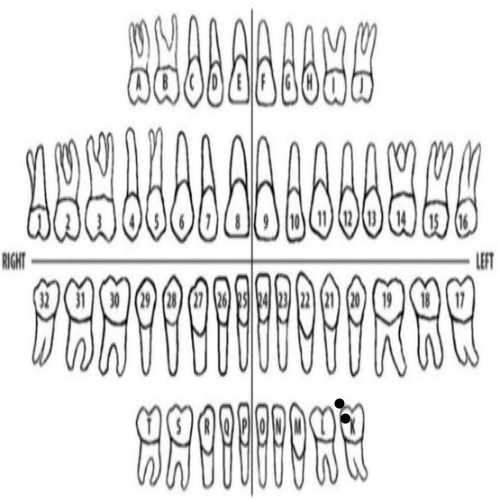 A B C D E F G H I J
1 2 3 4 5 6 7 8 9 10 11 12 13 14 15 16
RIGHT LEFT
32 31 30 29 28 27 26 25 24 23 22 21 20 19 18 17
T S R Q P O N M L K